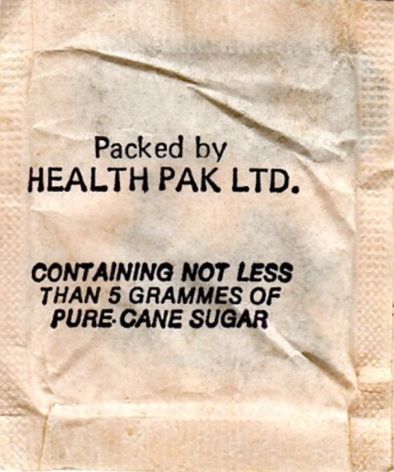 Packed by
HEALTH PAK LTD.
CONTAINING NOT LESS
THAN 5 GRAMMES OF
PURE CANE SUGAR